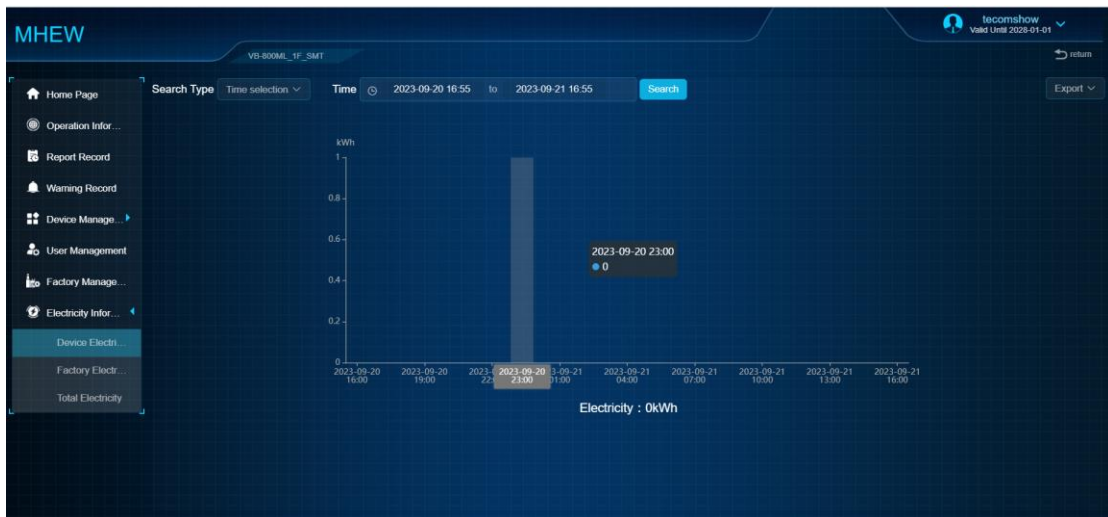 MHEW
tecomshow
Valid Until 2028-01-01
VB-800ML_1F_SMT
return
Home Page
Operation Infor...
Report Record
Warning Record
Device Manage...
User Management
Factory Manage...
Electricity Infor...
Device Electri...
Factory Electr...
Total Electricity
Search Type Time selection Time 2023-09-20 16:55 to 2023-09-21 16:55 Search Export
kWh
1
0.8
0.6
0.4
0.2
0
2023-09-20 23:00
0
2023-09-20 16:00
2023-09-20 19:00
2023-09-20 23:00
01:00
2023-09-21 04:00
2023-09-21 07:00
2023-09-21 10:00
2023-09-21 13:00
2023-09-21 16:00
Electricity : 0kWh